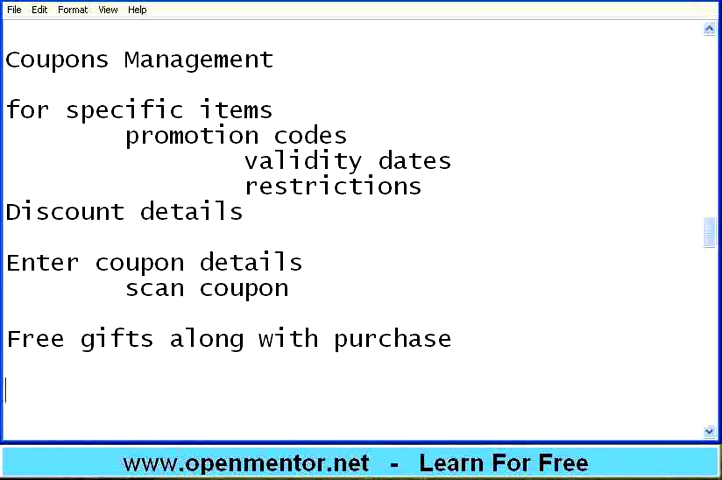 File Edit Format View Help
Coupons Management
for specific items
promotion codes
validity dates
restrictions
Discount details
Enter coupon details
scan coupon
Free gifts along with purchase
www.openmentor.net - Learn For Free